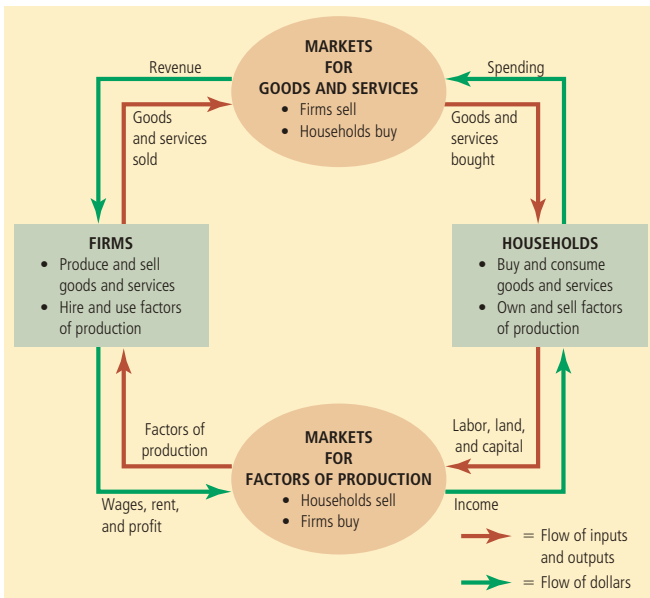 MARKETS
FOR
GOODS AND SERVICES
• Firms sell
• Households buy
Revenue
Goods
and services
sold
Spending
Goods and
services
bought
FIRMS
• Produce and sell
goods and services
• Hire and use factors
of production
HOUSEHOLDS
• Buy and consume
goods and services
• Own and sell factors
of production
Factors of
production
Wages, rent,
and profit
MARKETS
FOR
FACTORS OF PRODUCTION
• Households sell
• Firms buy
Labor, land,
and capital
Income
= Flow of inputs
and outputs
= Flow of dollars